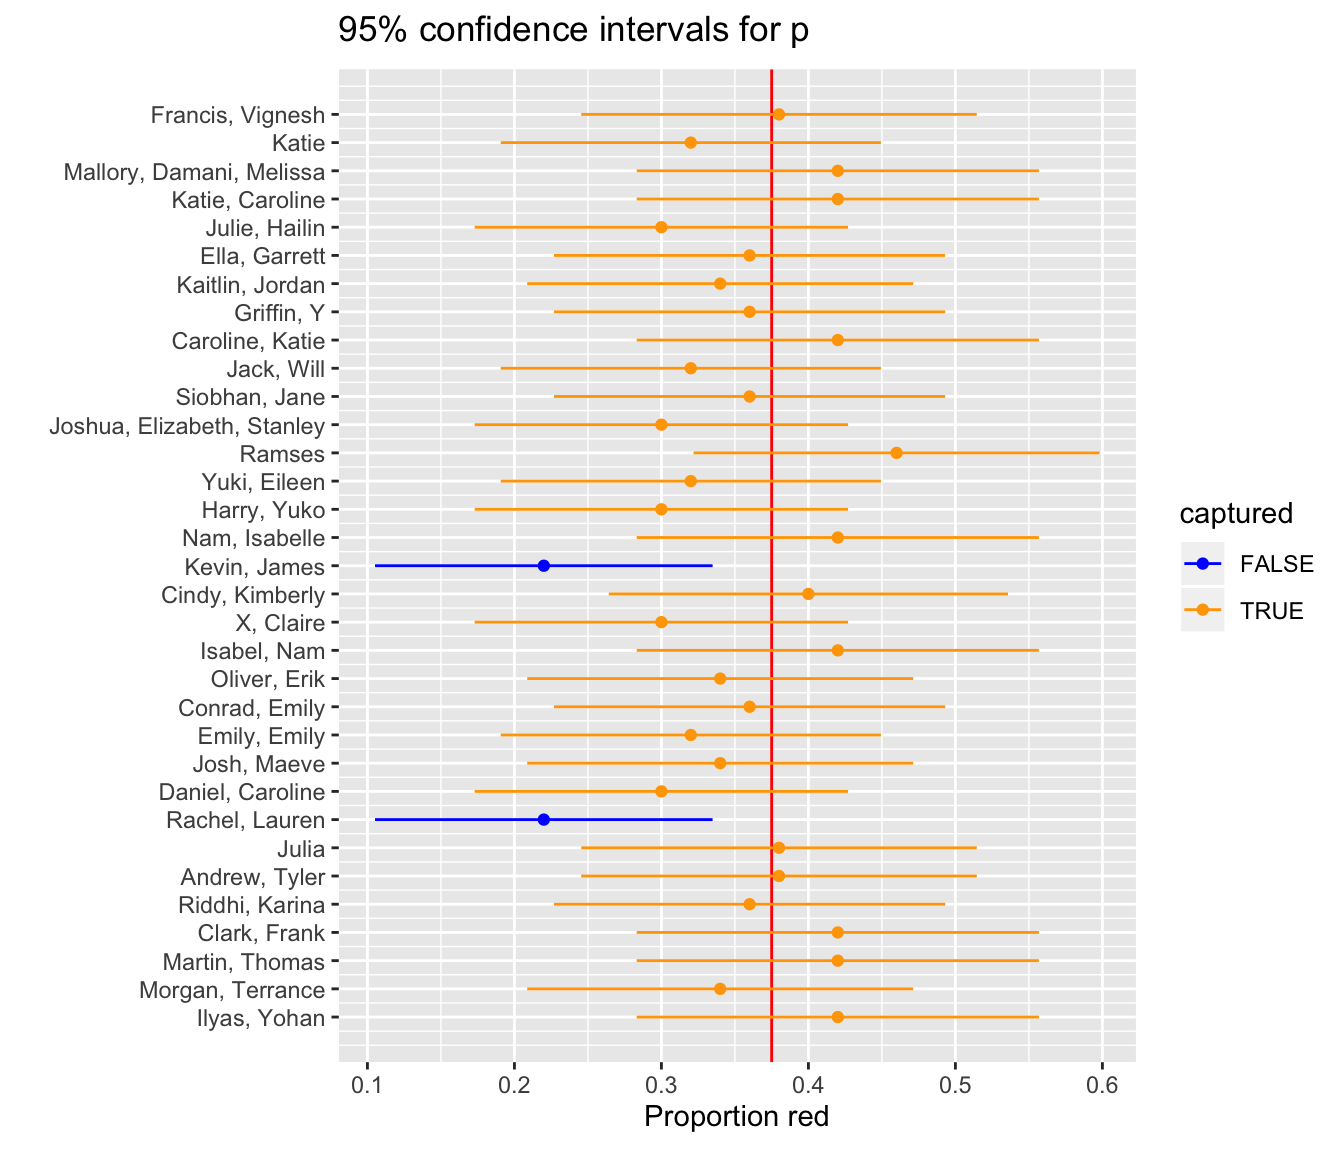 95% confidence intervals for p
Francis, Vignesh
Katie
Mallory, Damani, Melissa
Katie, Caroline
Julie, Hailin
Ella, Garrett
Kaitlin, Jordan
Griffin, Y
Caroline, Katie
Jack, Will
Siobhan, Jane
Joshua, Elizabeth, Stanley
Ramses
Yuki, Eileen
Harry, Yuko
Nam, Isabelle
Kevin, James
Cindy, Kimberly
X, Claire
Isabel, Nam
Oliver, Erik
Conrad, Emily
Emily, Emily
Josh, Maeve
Daniel, Caroline
Rachel, Lauren
Julia
Andrew, Tyler
Riddhi, Karina
Clark, Frank
Martin, Thomas
Morgan, Terrance
Ilyas, Yohan
0.1 0.2 0.3 0.4 0.5 0.6
Proportion red
captured
FALSE
TRUE